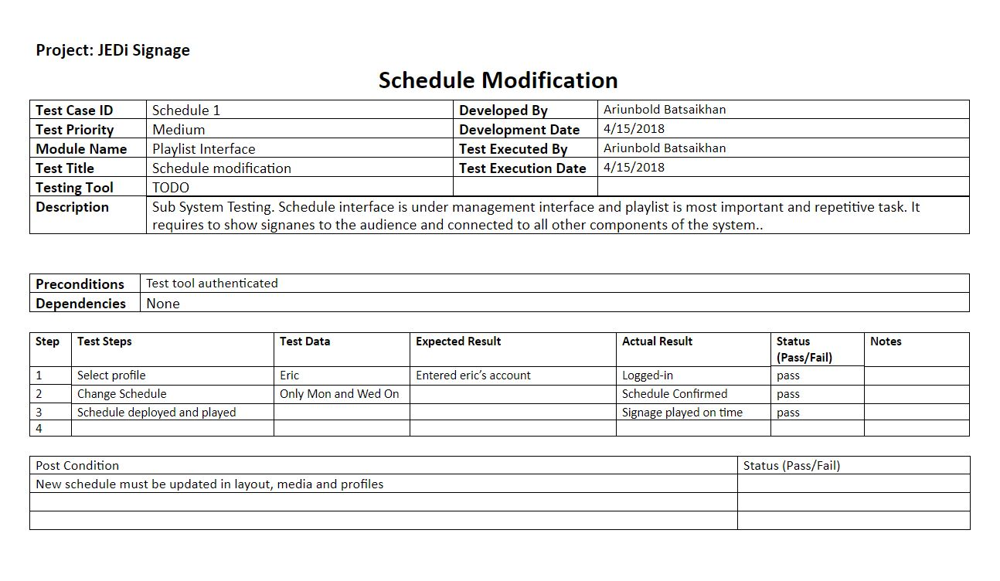 Project: JEDi Signage
Schedule Modification
Test Case ID Schedule 1 Developed By Ariunbold Batsaikhan
Test Priority Medium Development Date 4/15/2018
Module Name Playlist Interface Test Executed By Ariunbold Batsaikhan
Test Title Schedule modification Test Execution Date 4/15/2018
Testing Tool TODO
Description Sub System Testing. Schedule interface is under management interface and playlist is most important and repetitive task. It
requires to show signanes to the audience and connected to all other components of the system..
Preconditions Test tool authenticated
Dependencies None
Step Test Steps Test Data Expected Result Actual Result Status Notes
(Pass/Fail)
1 Select profile Eric Entered eric’s account Logged-in pass
2 Change Schedule Only Mon and Wed On Schedule Confirmed pass
3 Schedule deployed and played Signage played on time pass
4
Post Condition Status (Pass/Fail)
New schedule must be updated in layout, media and profiles